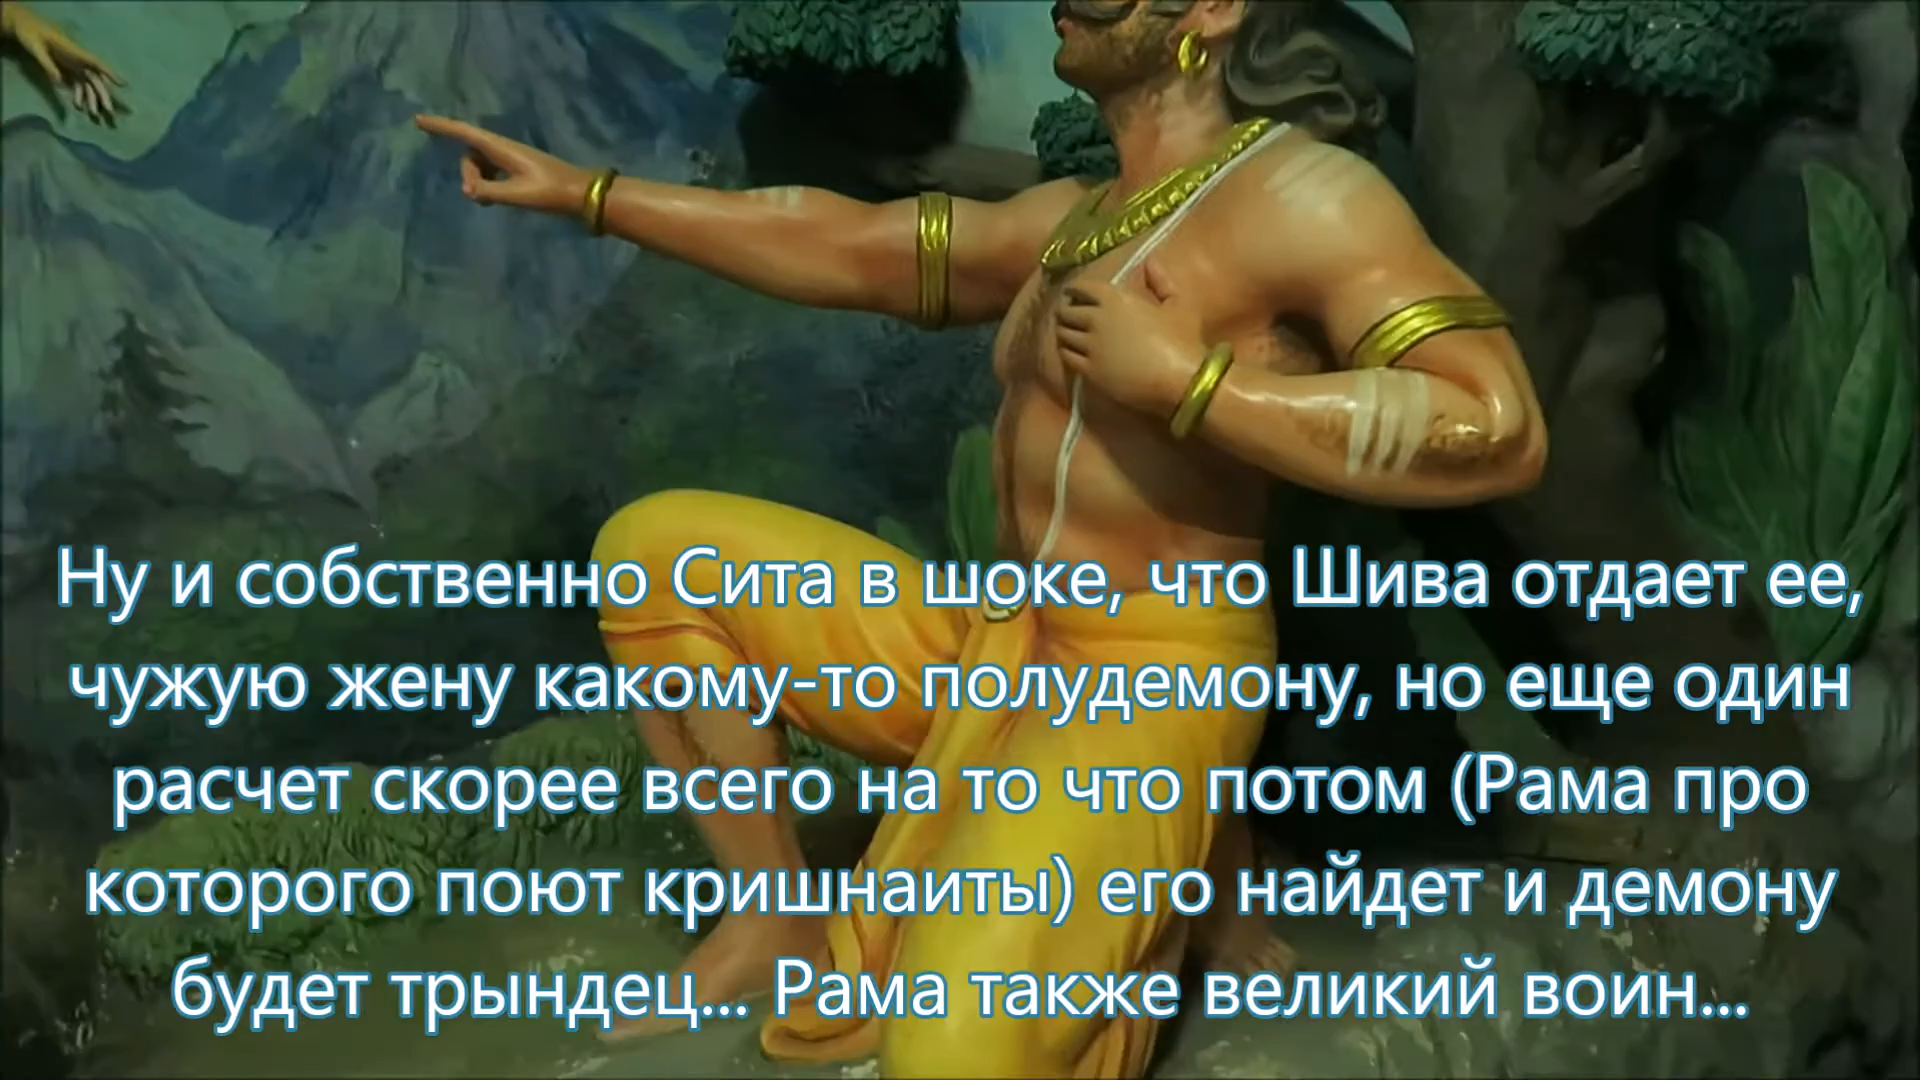 Ну и собственно Сита в шоке, что Шива отдает ее,
чужую жену какому-то полудемону, но еще один
расчет скорее всего на то что потом (Рама про
которого поют кришнаиты) его найдет и демону
будет трындец... Рама также великий воин...